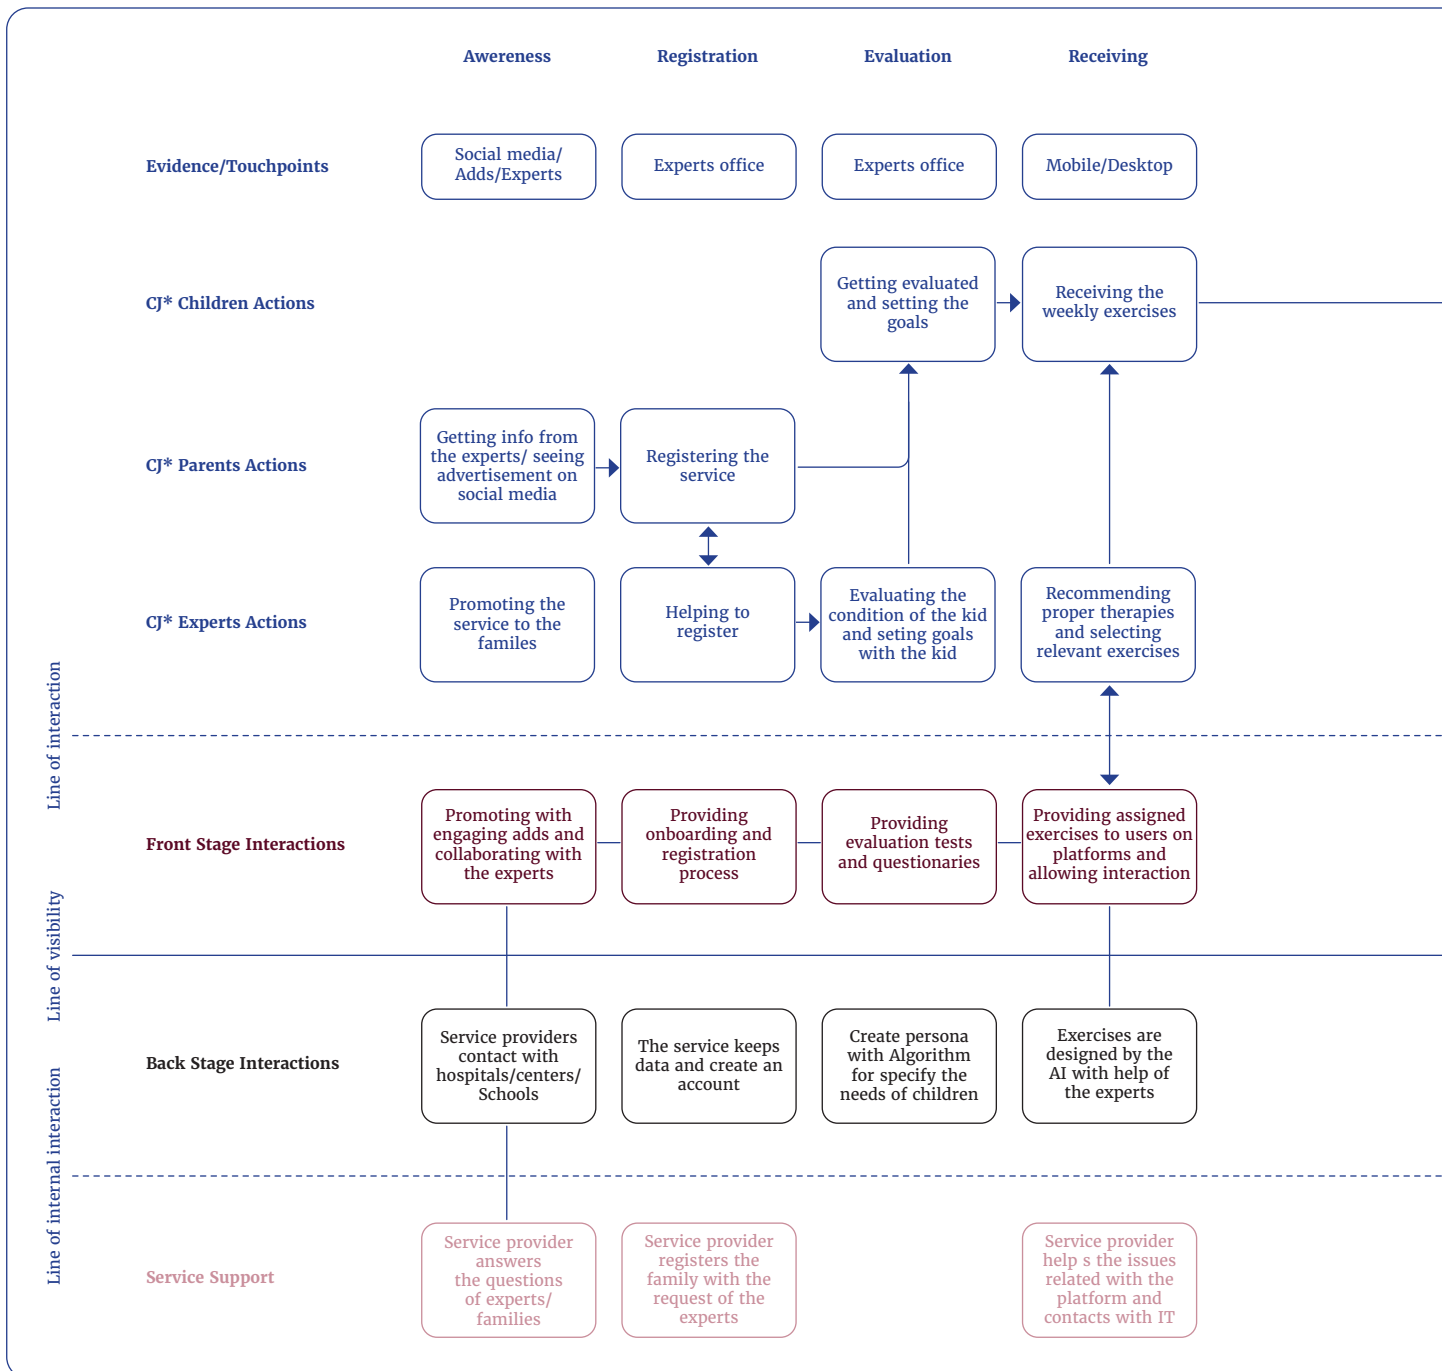 Awereness
Registration
Evaluation
Receiving
Evidence/Touchpoints
Social media/
Adds/Experts
Experts office
Experts office
Mobile/Desktop
CJ* Children Actions
Getting evaluated
and setting the
goals
Receiving the
weekly exercises
CJ* Parents Actions
Getting info from
the experts/ seeing
advertisement on
social media
Registering the
service
CJ* Experts Actions
Promoting the
service to the
familes
Helping to
register
Evaluating the
condition of the kid
and seting goals
with the kid
Recommending
proper therapies
and selecting
relevant exercises
Line of interaction
Front Stage Interactions
Promoting with
engaging adds and
collaborating with
the experts
Providing
onboarding and
registration
process
Providing
evaluation tests
and questionaries
Providing assigned
exercises to users on
platforms and
allowing interaction
Line of visibility
Back Stage Interactions
Service providers
contact with
hospitals/centers/
Schools
The service keeps
data and create an
account
Create persona
with Algorithm
for specify the
needs of children
Exercises are
designed by the
AI with help of
the experts
Line of internal interaction
Service Support
Service provider
answers
the questions
of experts/
families
Service provider
registers the
family with the
request of the
experts
Service provider
help s the issues
related with the
platform and
contacts with IT